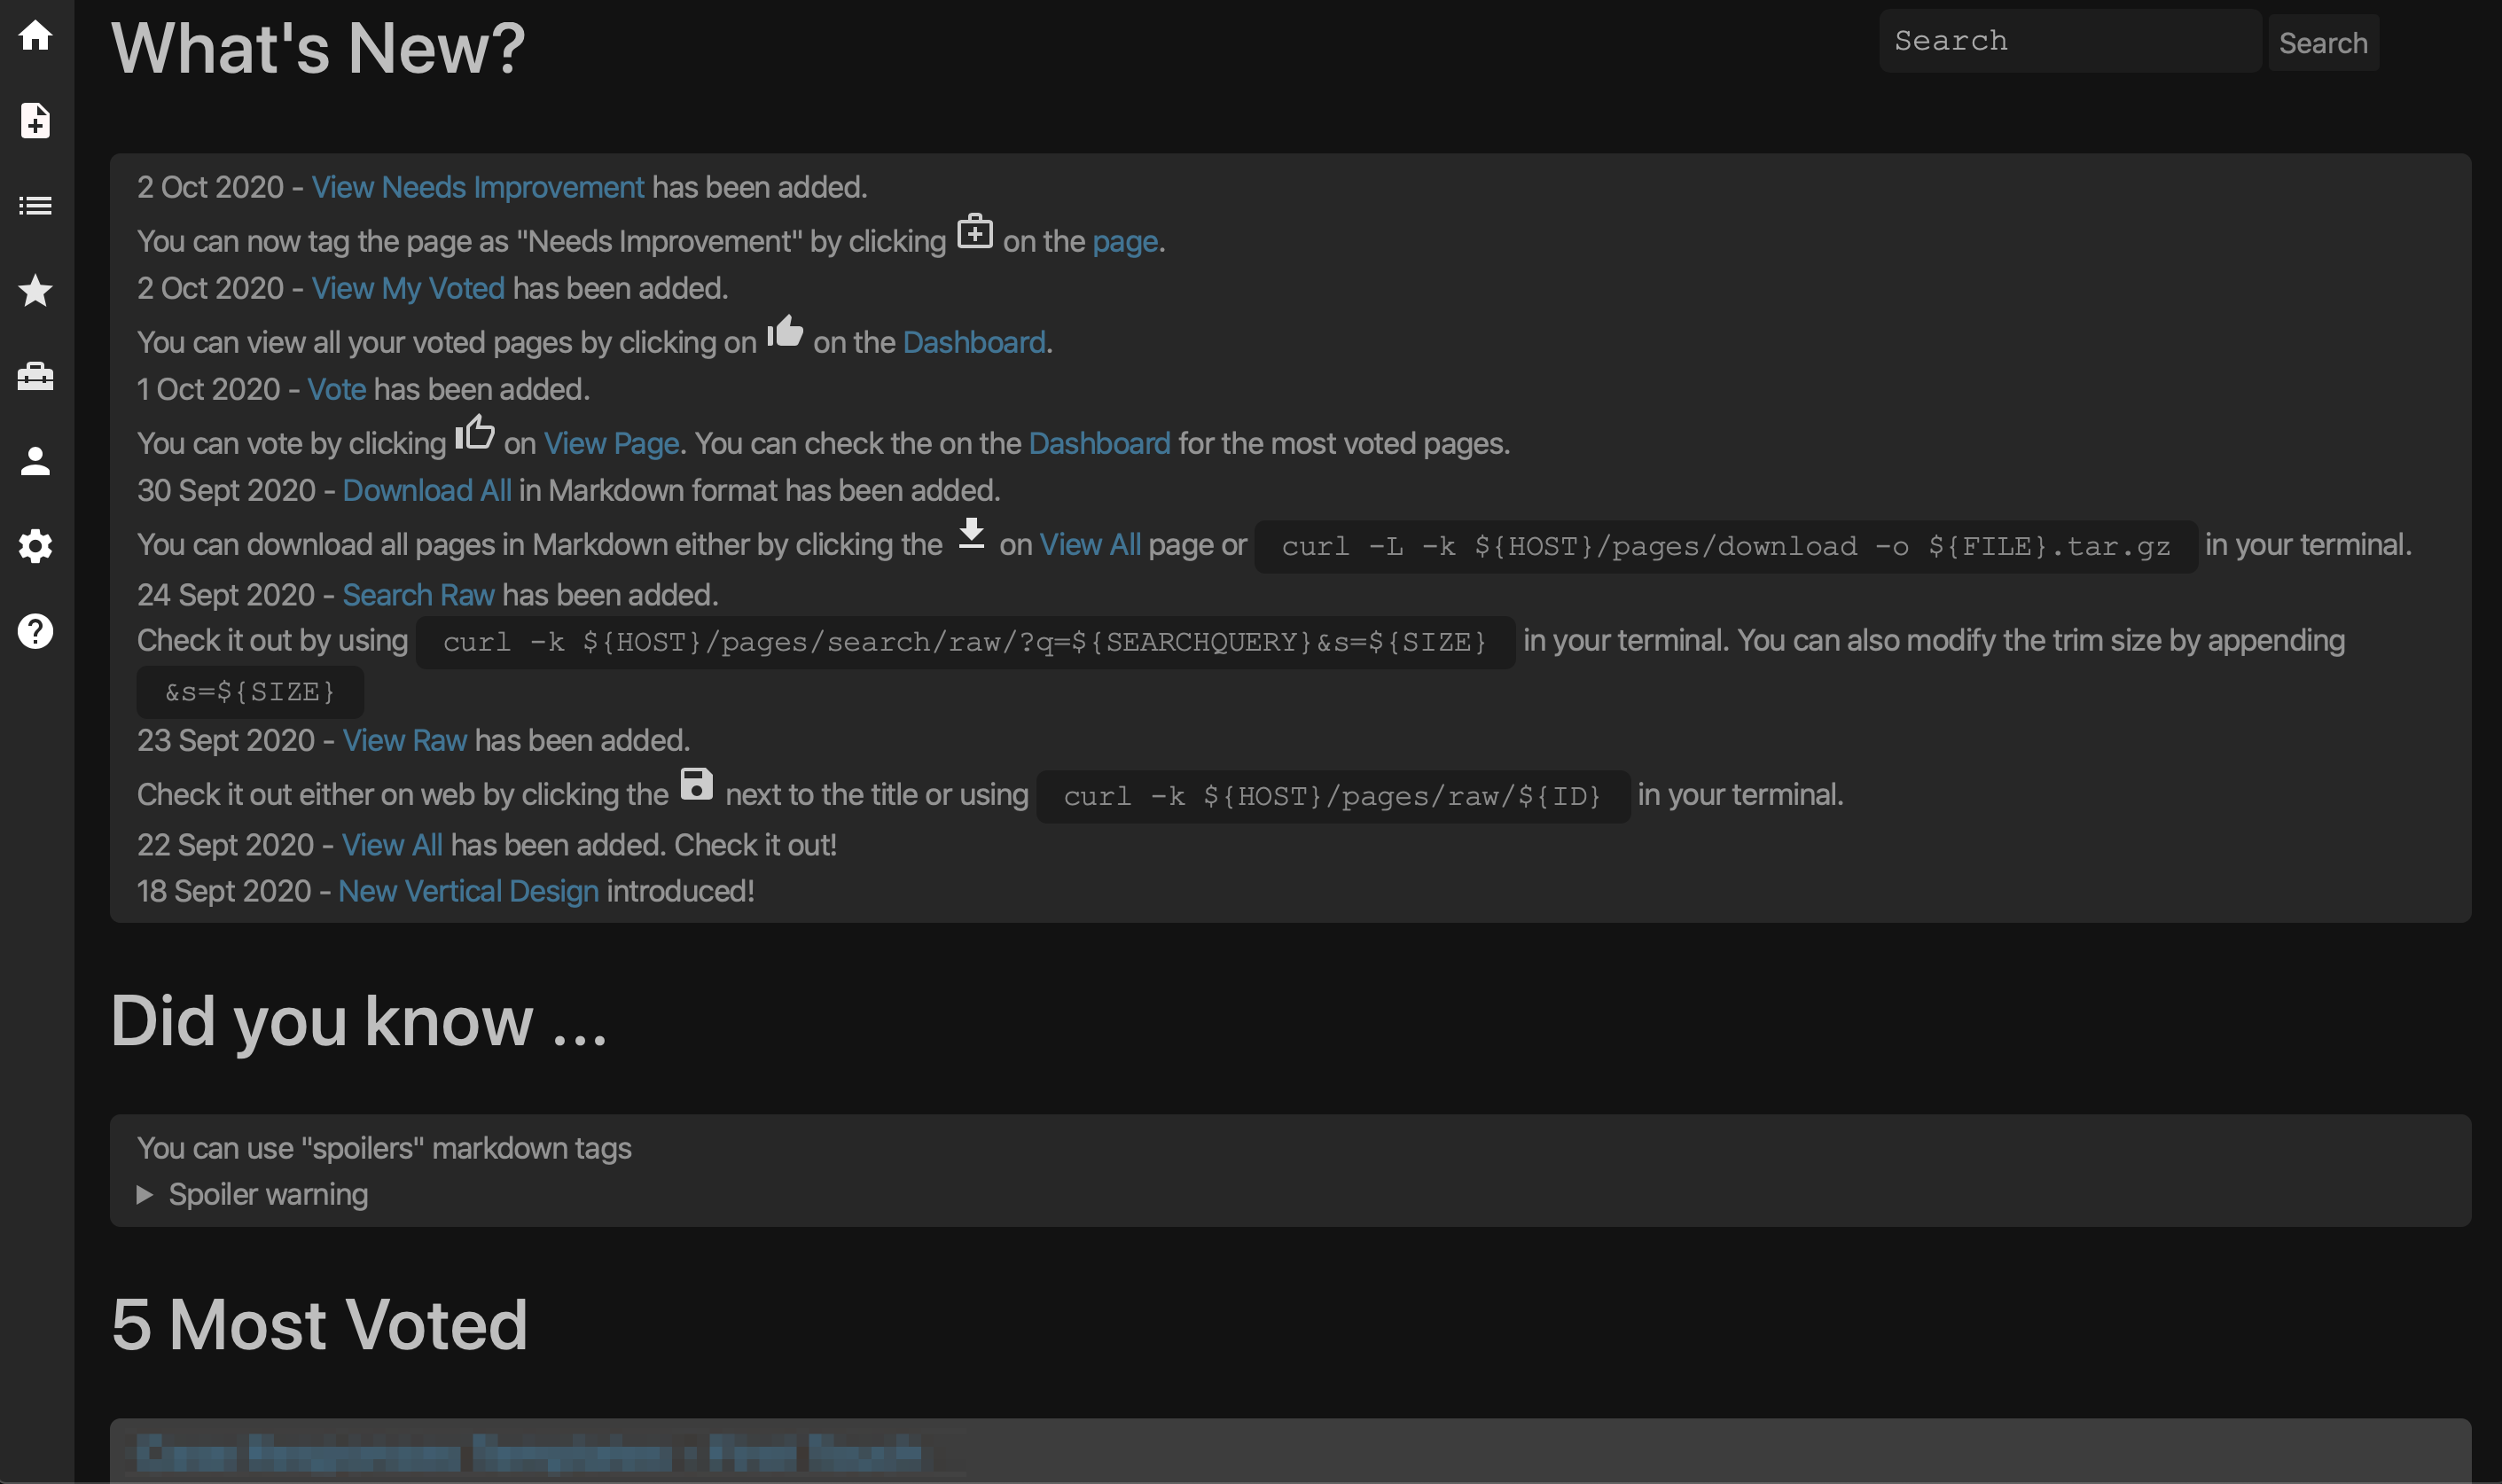 What's New?
Search
Search
2 Oct 2020 - View Needs Improvement has been added.
You can now tag the page as "Needs Improvement" by clicking on the page.
2 Oct 2020 - View My Voted has been added.
You can view all your voted pages by clicking on on the Dashboard.
1 Oct 2020 - Vote has been added.
You can vote by clicking on View Page. You can check the on the Dashboard for the most voted pages.
30 Sept 2020 - Download All in Markdown format has been added.
You can download all pages in Markdown either by clicking the on View All page or curl -L -k ${HOST}/pages/download -o ${FILE}.tar.gz in your terminal.
24 Sept 2020 - Search Raw has been added.
Check it out by using curl -k ${HOST}/pages/search/raw/?q=${SEARCHQUERY}&s=${SIZE} in your terminal. You can also modify the trim size by appending
&s=${SIZE}
23 Sept 2020 - View Raw has been added.
Check it out either on web by clicking the next to the title or using curl -k ${HOST}/pages/raw/${ID} in your terminal.
22 Sept 2020 - View All has been added. Check it out!
18 Sept 2020 - New Vertical Design introduced!
Did you know ...
You can use "spoilers" markdown tags
Spoiler warning
5 Most Voted